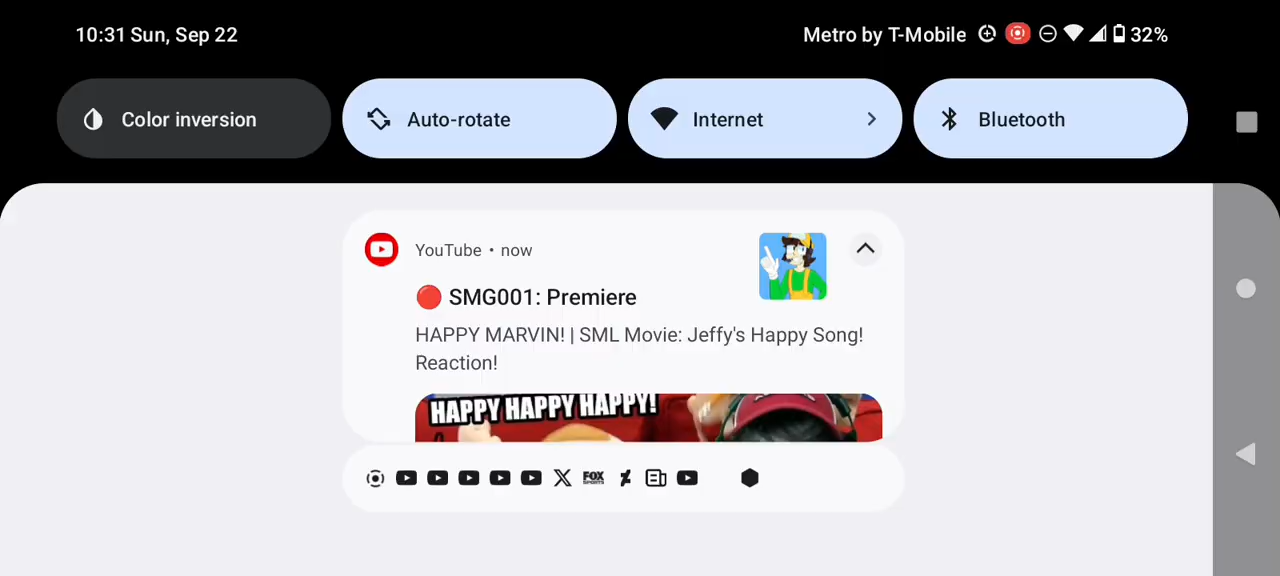 10:31 Sun, Sep 22
Metro by T-Mobile 32%
Color inversion
Auto-rotate
Internet
Bluetooth
YouTube • now
🔴 SMG001: Premiere
HAPPY MARVIN! | SML Movie: Jeffy's Happy Song!
Reaction!
HAPPY HAPPY HAPPY!
FOX
SPORTS